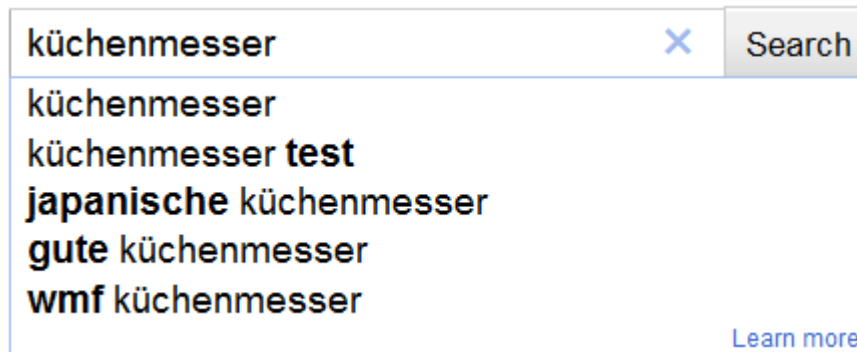 küchenmesser
Search
küchenmesser
küchenmesser test
japanische küchenmesser
gute küchenmesser
wmf küchenmesser
Learn more